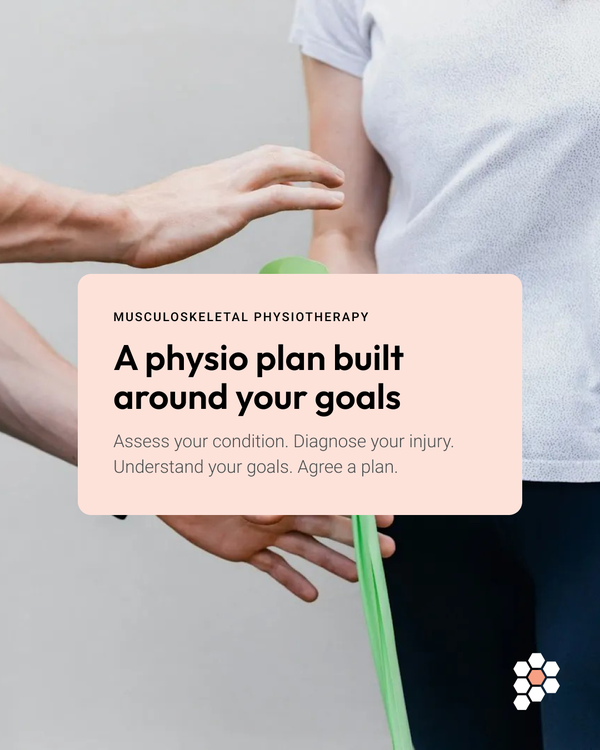 MUSCULOSKELETAL PHYSIOTHERAPY
A physio plan built
around your goals
Assess your condition. Diagnose your injury.
Understand your goals. Agree a plan.